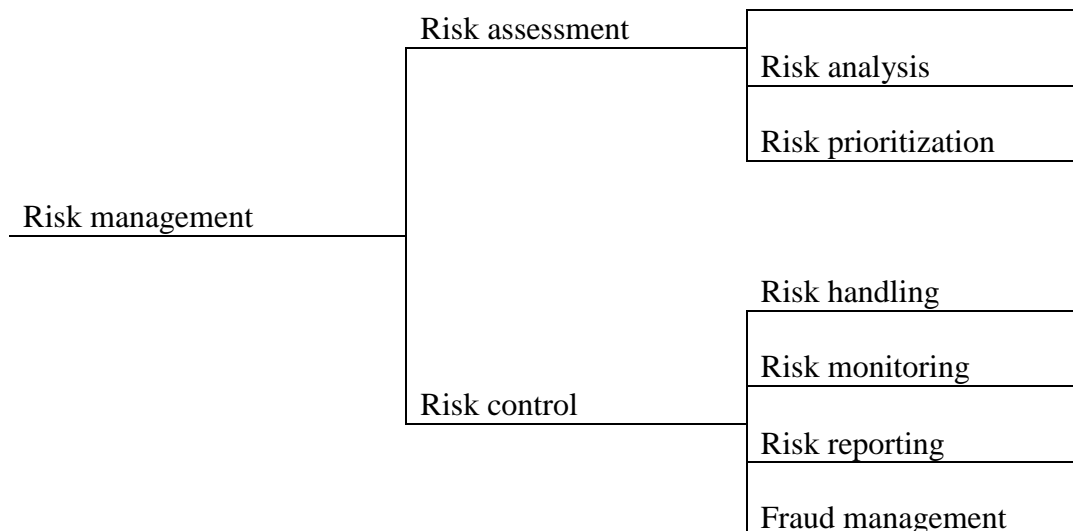 Risk assessment
Risk analysis
Risk prioritization
Risk management
Risk handling
Risk monitoring
Risk control
Risk reporting
Fraud management